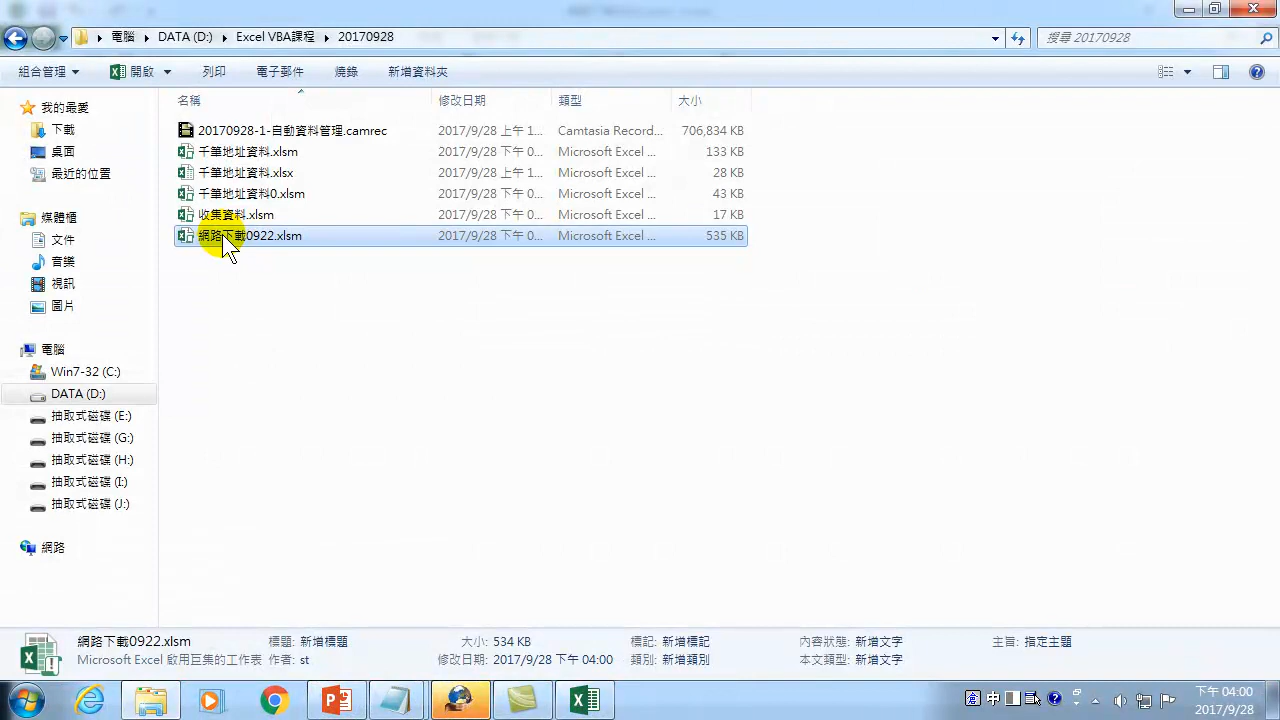 電腦 DATA (D:) Excel VBA課程 20170928
搜尋 20170928
組合管理 開啟 列印 電子郵件 燒錄 新增資料夾
名稱 修改日期 類型 大小
20170928-1-自動資料管理.camrec 2017/9/28 上午 1... Camtasia Record... 706,834 KB
千筆地址資料.xlsm 2017/9/28 下午 0... Microsoft Excel ... 133 KB
千筆地址資料.xlsx 2017/9/28 上午 1... Microsoft Excel ... 28 KB
千筆地址資料0.xlsm 2017/9/28 下午 0... Microsoft Excel ... 43 KB
收集資料.xlsm 2017/9/28 下午 0... Microsoft Excel ... 17 KB
網路下載0922.xlsm 2017/9/28 下午 0... Microsoft Excel ... 535 KB
我的最愛
下載
桌面
最近的位置
媒體櫃
文件
音樂
視訊
圖片
電腦
Win7-32 (C:)
DATA (D:)
抽取式磁碟 (E:)
抽取式磁碟 (G:)
抽取式磁碟 (H:)
抽取式磁碟 (I:)
抽取式磁碟 (J:)
網路
網路下載0922.xlsm 標題: 新增標題 大小: 534 KB 標記: 新增標記 內容狀態: 新增文字 主旨: 指定主題
Microsoft Excel 啟用巨集的工作表 作者: st 修改日期: 2017/9/28 下午 04:00 類別: 新增類別 本文類型: 新增文字
中
下午 04:00
2017/9/28